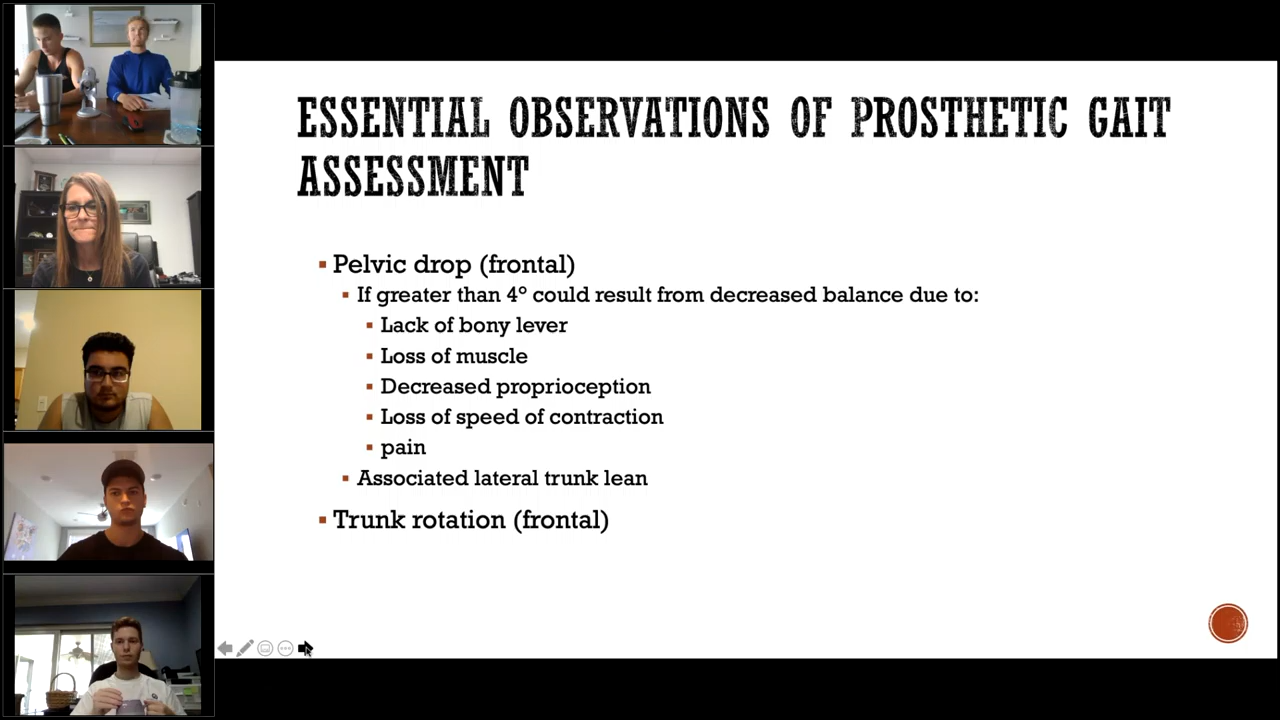 ESSENTIAL OBSERVATIONS OF PROSTHETIC GAIT
ASSESSMENT
Pelvic drop (frontal)
If greater than 4° could result from decreased balance due to:
Lack of bony lever
Loss of muscle
Decreased proprioception
Loss of speed of contraction
pain
Associated lateral trunk lean
Trunk rotation (frontal)